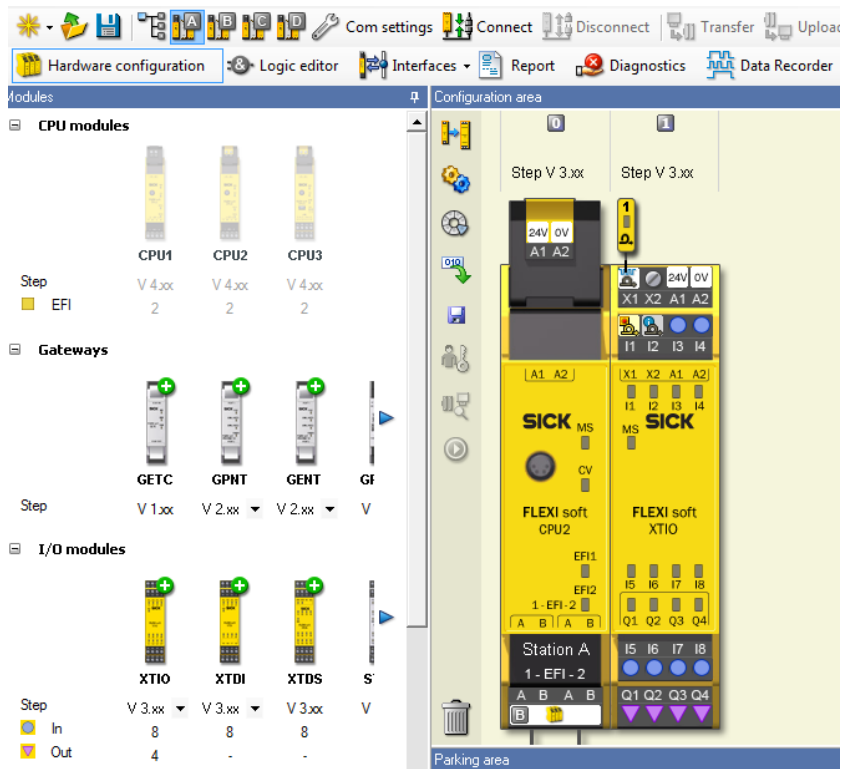 A B C D Com settings Connect Disconnect Transfer Upload
Hardware configuration Logic editor Interfaces Report Diagnostics Data Recorder
Modules
CPU modules
CPU1 CPU2 CPU3
Step V 4.xx V 4.xx V 4.xx
EFI 2 2 2
Gateways
GETC GPNT GENT
Step V 1.xx V 2.xx V 2.xx V
I/O modules
XTIO XTDI XTDS
Step V 3.xx V 3.xx V 3.xx V
In 8 8 8
Out 4 - -
Configuration area
010
0 1
Step V 3.xx Step V 3.xx
24V 0V
A1 A2
1
24V 0V
X1 X2 A1 A2
I1 I2 I3 I4
A1 A2
SICK MS
CV
FLEXI soft
CPU2
EFI1
EFI2
1 - EFI - 2
A B A B
Station A
1 - EFI - 2
A B A B
B
X1 X2 A1 A2
I1 I2 I3 I4
MS SICK
FLEXI soft
XTIO
I5 I6 I7 I8
Q1 Q2 Q3 Q4
I5 I6 I7 I8
Q1 Q2 Q3 Q4
Parking area